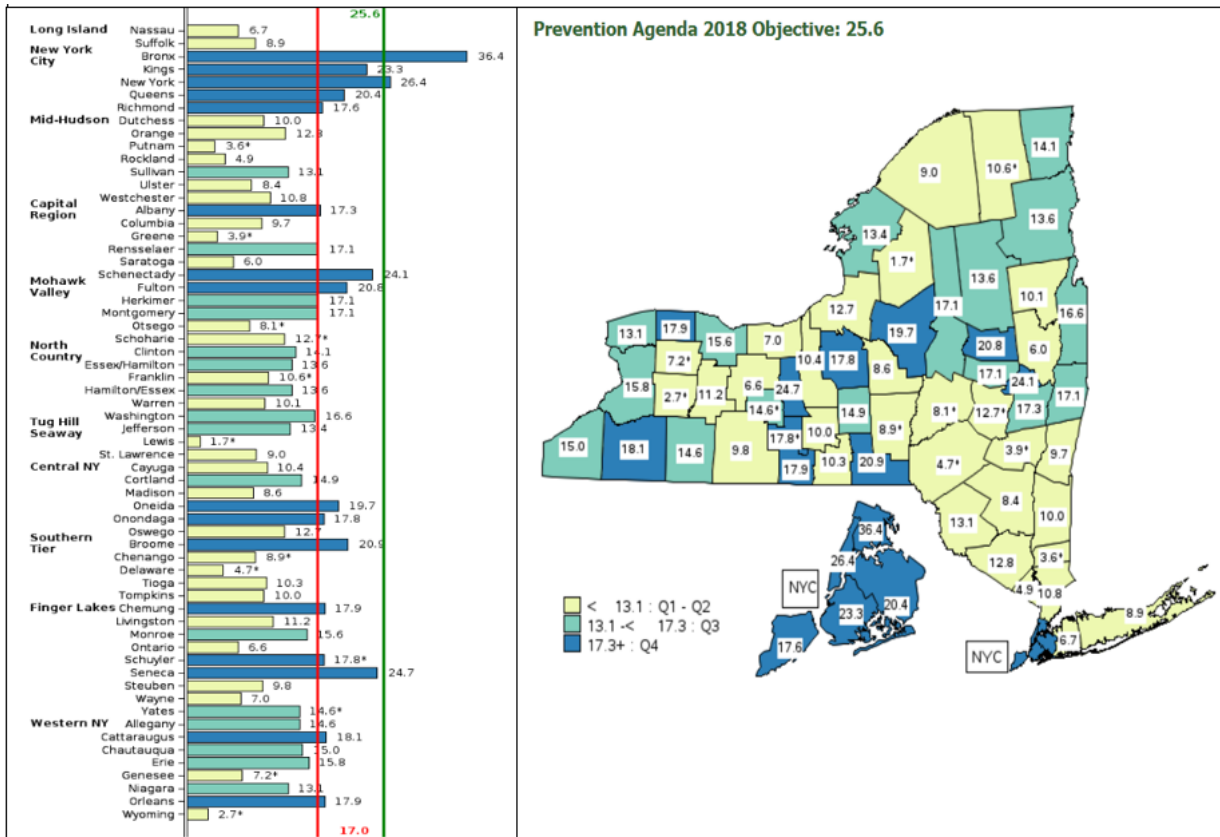 25.6
Long Island
Nassau 6.7
Suffolk 8.9
New York City
Bronx 36.4
Kings 23.3
New York 26.4
Queens 20.4
Richmond 17.6
Mid-Hudson
Dutchess 10.0
Orange 12.8
Putnam 3.6*
Rockland 4.9
Sullivan 13.1
Ulster 8.4
Westchester 10.8
Capital Region
Albany 17.3
Columbia 9.7
Greene 3.9*
Rensselaer 17.1
Saratoga 6.0
Schenectady 24.1
Mohawk Valley
Fulton 20.8
Herkimer 17.1
Montgomery 17.1
Otsego 8.1*
Schoharie 12.7*
North Country
Clinton 14.1
Essex/Hamilton 13.6
Franklin 10.6*
Hamilton/Essex 13.6
Warren 10.1
Washington 16.6
Tug Hill Seaway
Jefferson 13.4
Lewis 1.7*
St. Lawrence 9.0
Central NY
Cayuga 10.4
Cortland 14.9
Madison 8.6
Oneida 19.7
Onondaga 17.8
Oswego 12.7
Southern Tier
Broome 20.9
Chenango 8.9*
Delaware 4.7*
Tioga 10.3
Tompkins 10.0
Finger Lakes
Chemung 17.9
Livingston 11.2
Monroe 15.6
Ontario 6.6
Schuyler 17.8*
Seneca 24.7
Steuben 9.8
Wayne 7.0
Yates 14.6*
Western NY
Allegany 14.6
Cattaraugus 18.1
Chautauqua 15.0
Erie 15.8
Genesee 7.2*
Niagara 13.1
Orleans 17.9
Wyoming 2.7*
17.0
Prevention Agenda 2018 Objective: 25.6
14.1
9.0 10.6*
13.6
13.4
1.7*
13.6
10.1
12.7 17.1 16.6
13.1 17.9 19.7
15.6 7.0 20.8 6.0
7.2* 10.4 17.8 8.6
17.1
15.8 6.6 24.7 24.1
2.7* 11.2 17.1
14.6* 14.9 8.1* 12.7* 17.3
15.0 18.1 14.6 9.8 17.8* 10.0 8.9*
3.9* 9.7
17.9 10.3 20.9 4.7*
8.4
13.1 10.0
36.4
12.8 3.6*
26.4
4.9 10.8
NYC
23.3 20.4
8.9
17.6
6.7
NYC
< 13.1 : Q1 - Q2
13.1 -< 17.3 : Q3
17.3+ : Q4